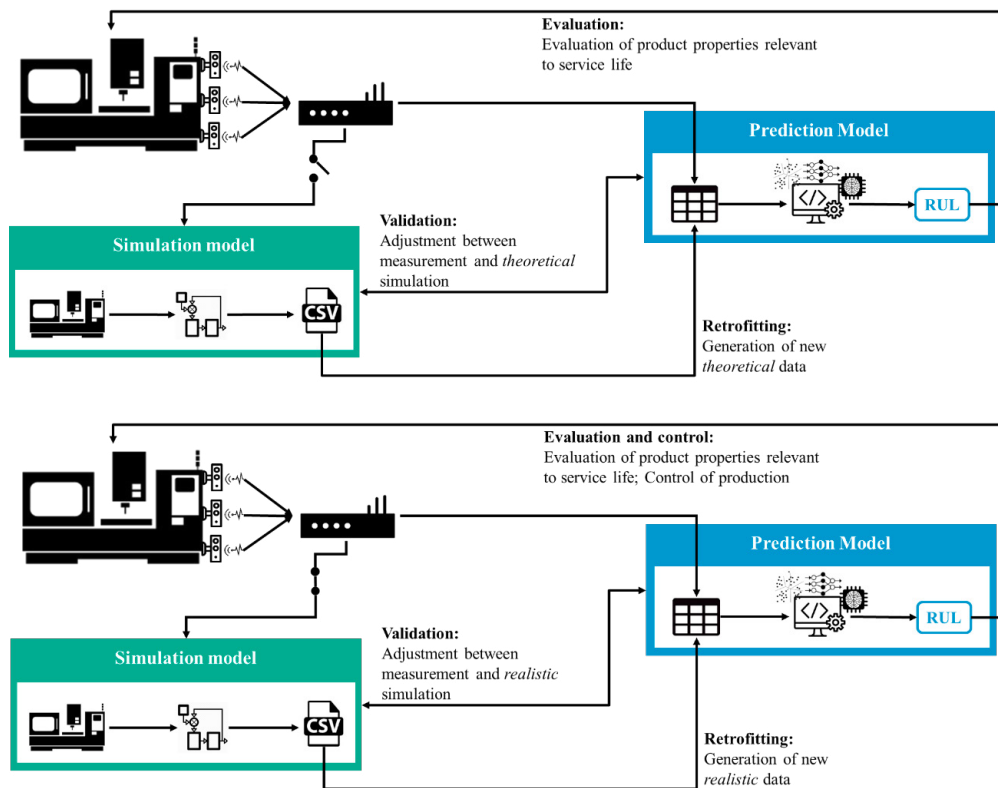 Evaluation:
Evaluation of product properties relevant
to service life
Prediction Model
</>
RUL
Validation:
Adjustment between
measurement and theoretical
simulation
Simulation model
CSV
Retrofitting:
Generation of new
theoretical data
Evaluation and control:
Evaluation of product properties relevant
to service life; Control of production
Prediction Model
</>
RUL
Validation:
Adjustment between
measurement and realistic
simulation
Simulation model
CSV
Retrofitting:
Generation of new
realistic data